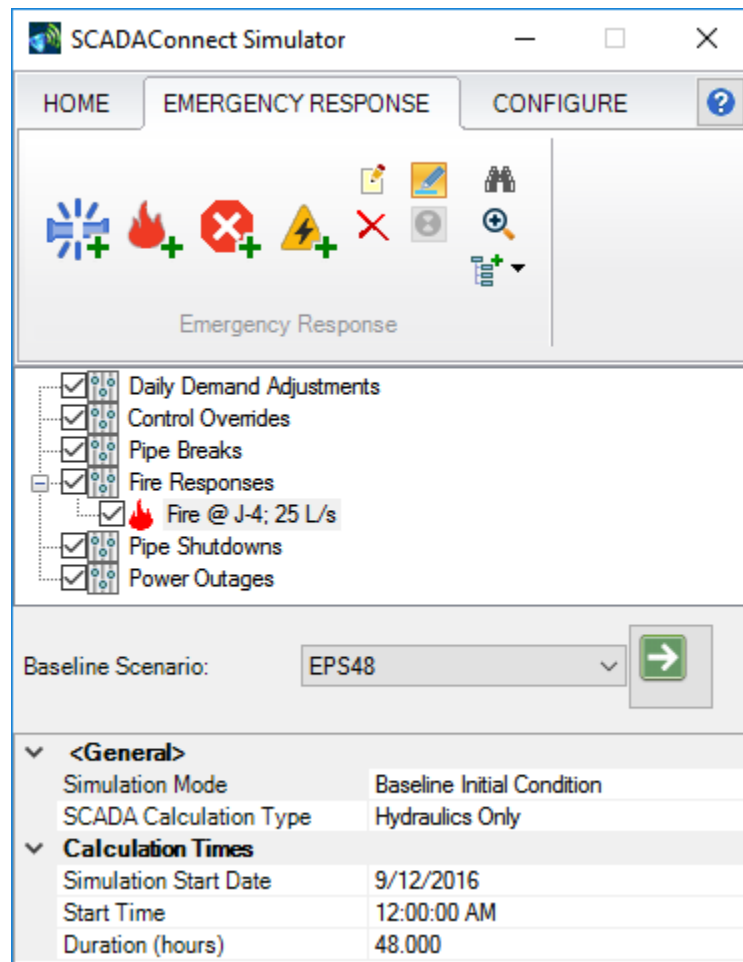 SCADAConnect Simulator
HOME EMERGENCY RESPONSE CONFIGURE
Emergency Response
Daily Demand Adjustments
Control Overrides
Pipe Breaks
Fire Responses
Fire @ J-4; 25 L/s
Pipe Shutdowns
Power Outages
Baseline Scenario: EPS48
<General>
Simulation Mode Baseline Initial Condition
SCADA Calculation Type Hydraulics Only
Calculation Times
Simulation Start Date 9/12/2016
Start Time 12:00:00 AM
Duration (hours) 48.000